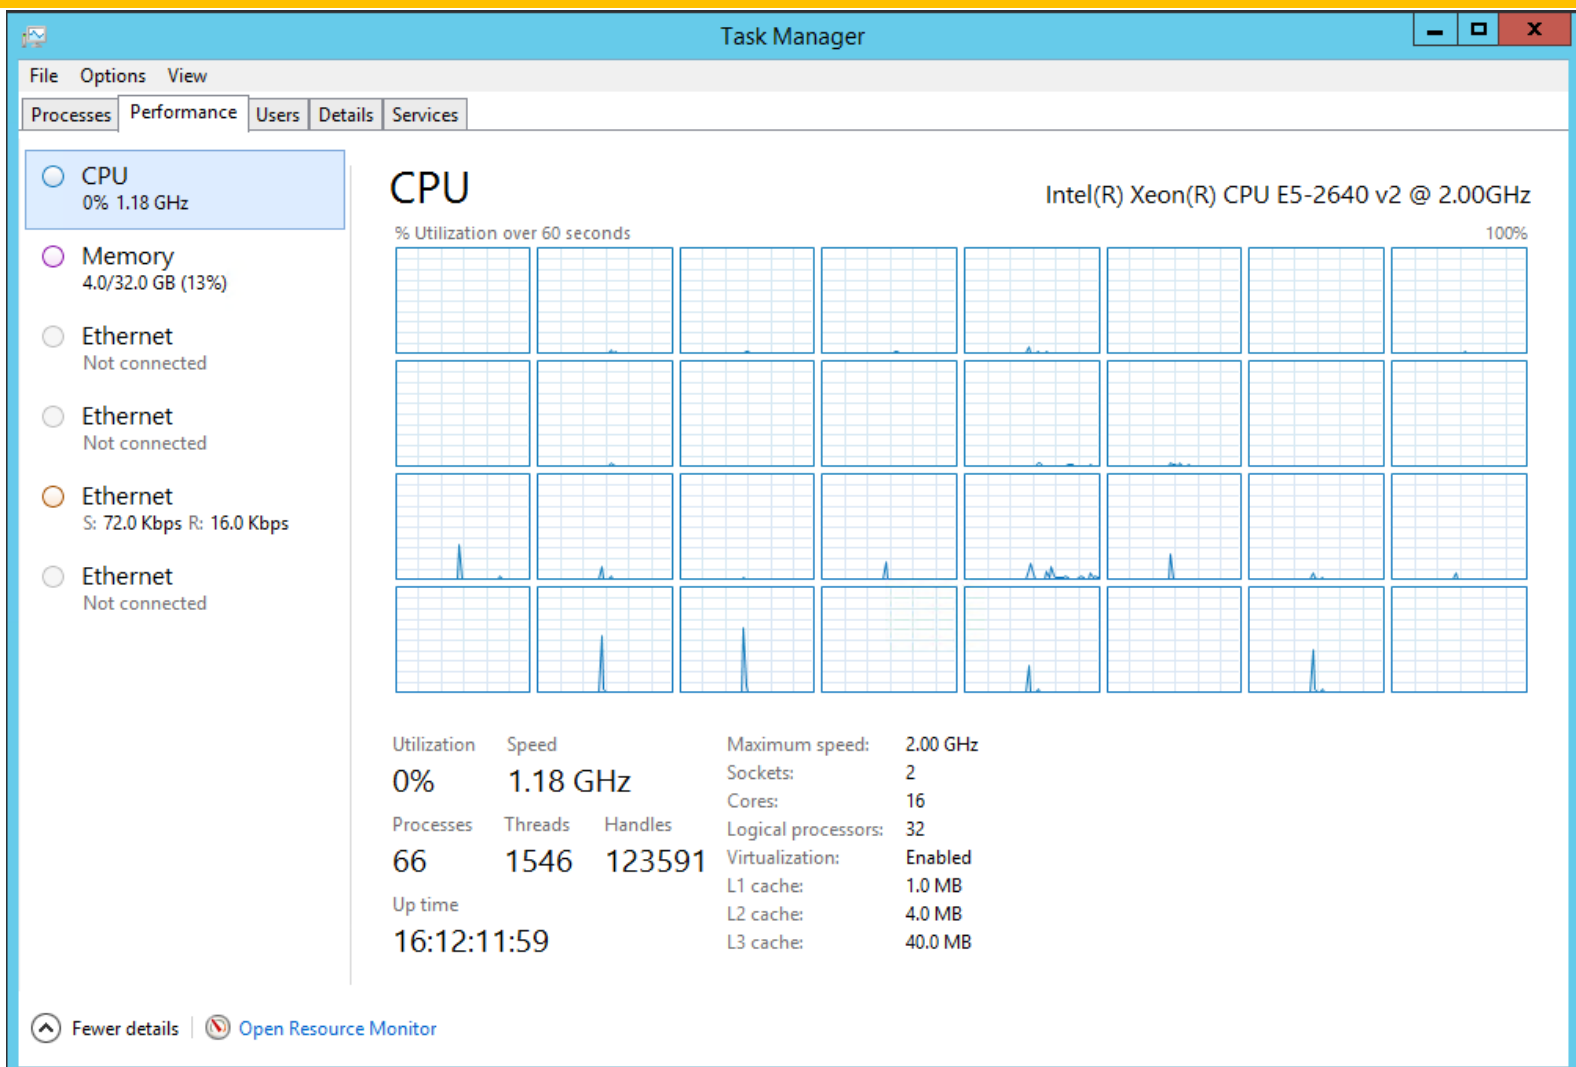 Task Manager
File Options View
Processes Performance Users Details Services
CPU
0% 1.18 GHz
Memory
4.0/32.0 GB (13%)
Ethernet
Not connected
Ethernet
Not connected
Ethernet
S: 72.0 Kbps R: 16.0 Kbps
Ethernet
Not connected
CPU
Intel(R) Xeon(R) CPU E5-2640 v2 @ 2.00GHz
% Utilization over 60 seconds 100%
Utilization Speed
0% 1.18 GHz
Processes Threads Handles
66 1546 123591
Up time
16:12:11:59
Maximum speed: 2.00 GHz
Sockets: 2
Cores: 16
Logical processors: 32
Virtualization: Enabled
L1 cache: 1.0 MB
L2 cache: 4.0 MB
L3 cache: 40.0 MB
Fewer details Open Resource Monitor